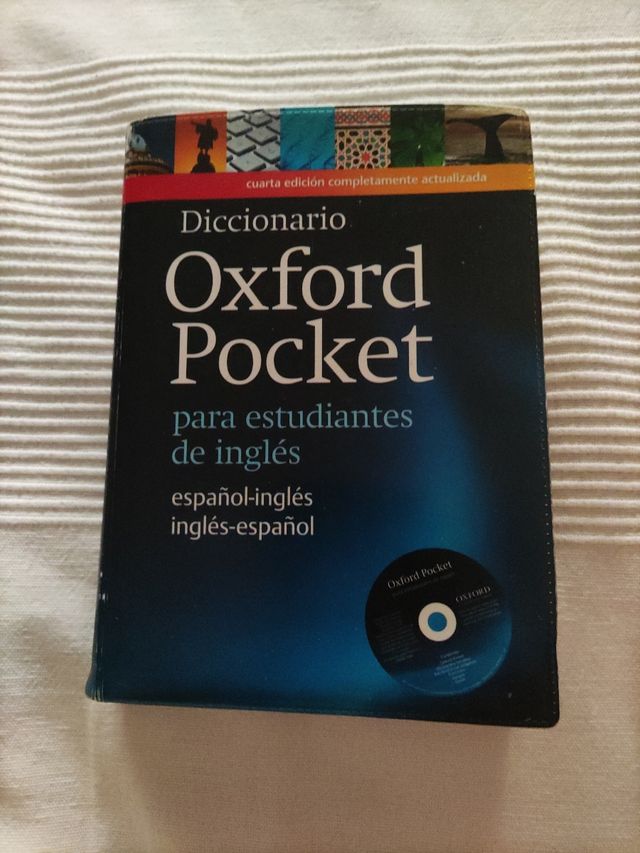 cuarta edición completamente actualizada
Diccionario
Oxford
Pocket
para estudiantes
de inglés
español-inglés
inglés-español
Oxford Pocket
OXFORD